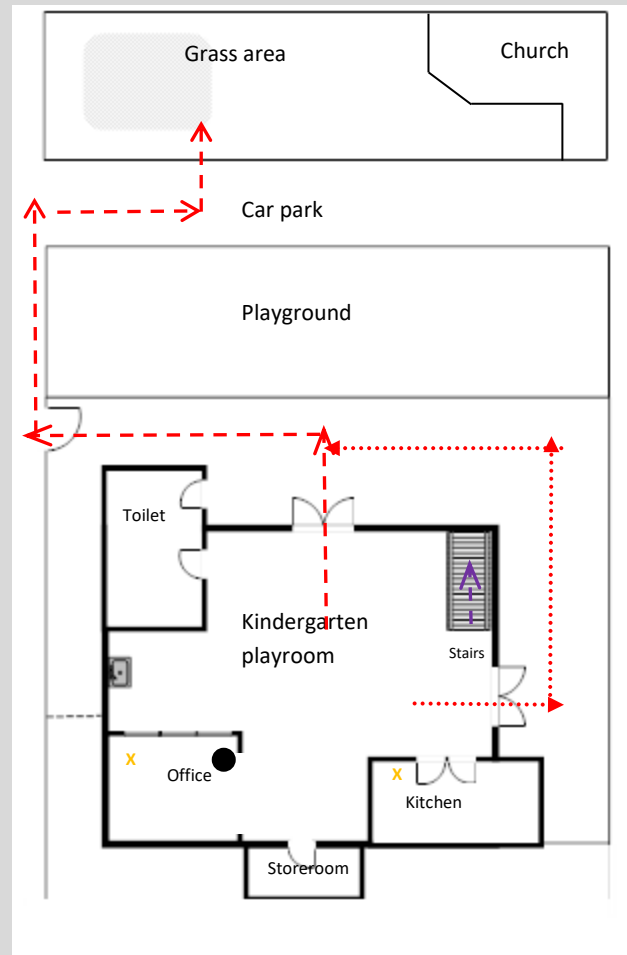 Grass area
Church
Car park
Playground
Toilet
Kindergarten
playroom
Stairs
X
Office
X
Kitchen
Storeroom